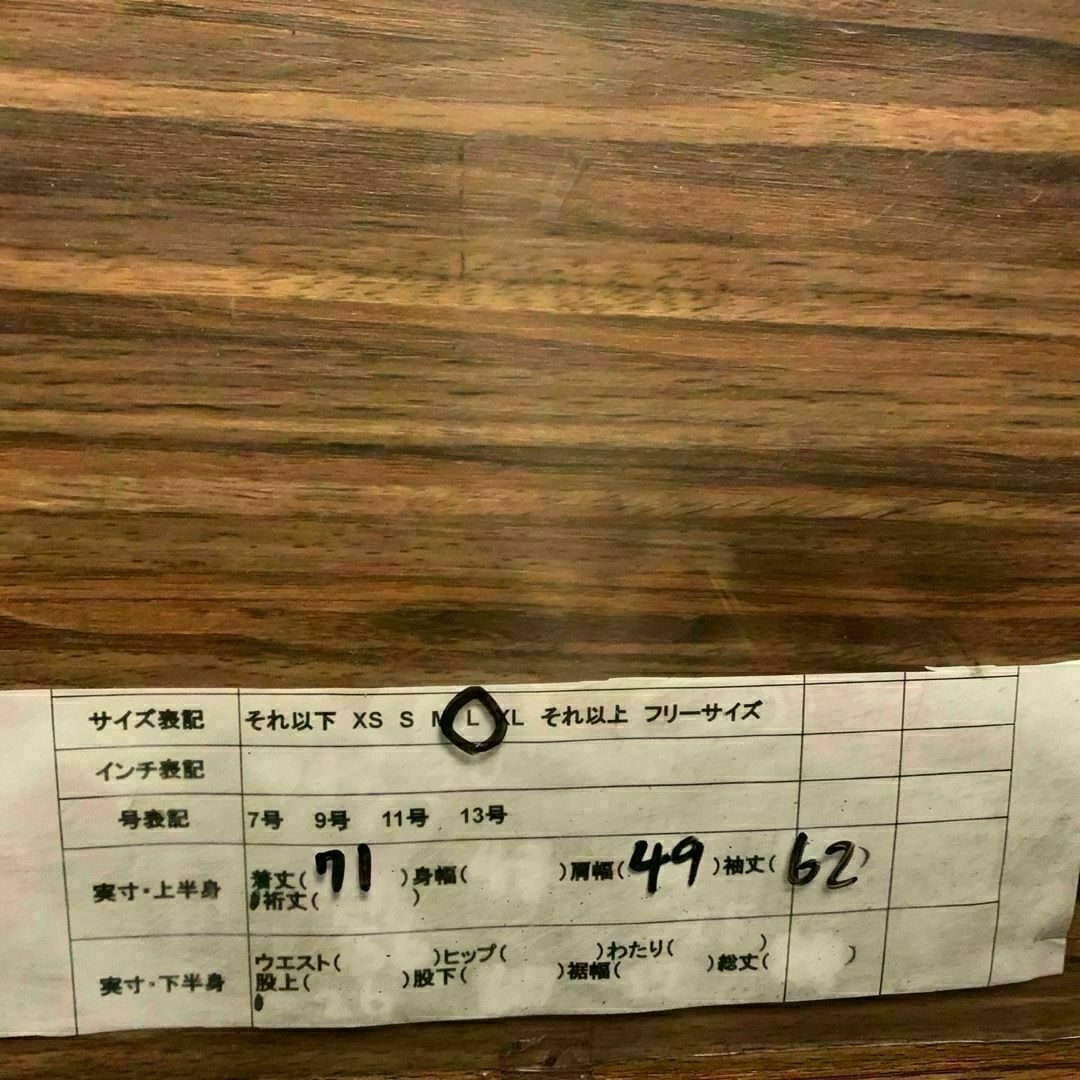 サイズ表記 それ以下 XS S M L XL それ以上 フリーサイズ
インチ表記
号表記 7号 9号 11号 13号
実寸・上半身 着丈(71)身幅( )肩幅(49)袖丈(62)
裄丈( )
実寸・下半身 ウエスト( )ヒップ( )わたり( )
股上( )股下( )裾幅( )総丈( )